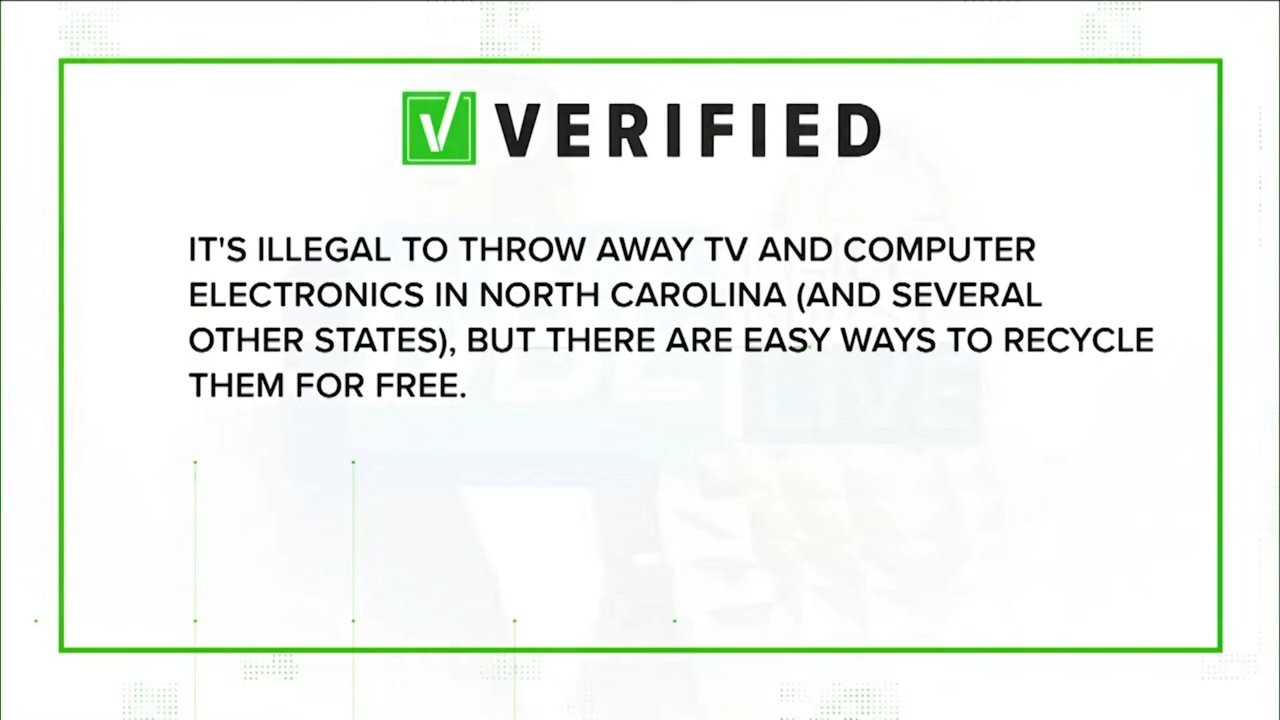 VERIFIED
IT'S ILLEGAL TO THROW AWAY TV AND COMPUTER
ELECTRONICS IN NORTH CAROLINA (AND SEVERAL
OTHER STATES), BUT THERE ARE EASY WAYS TO RECYCLE
THEM FOR FREE.